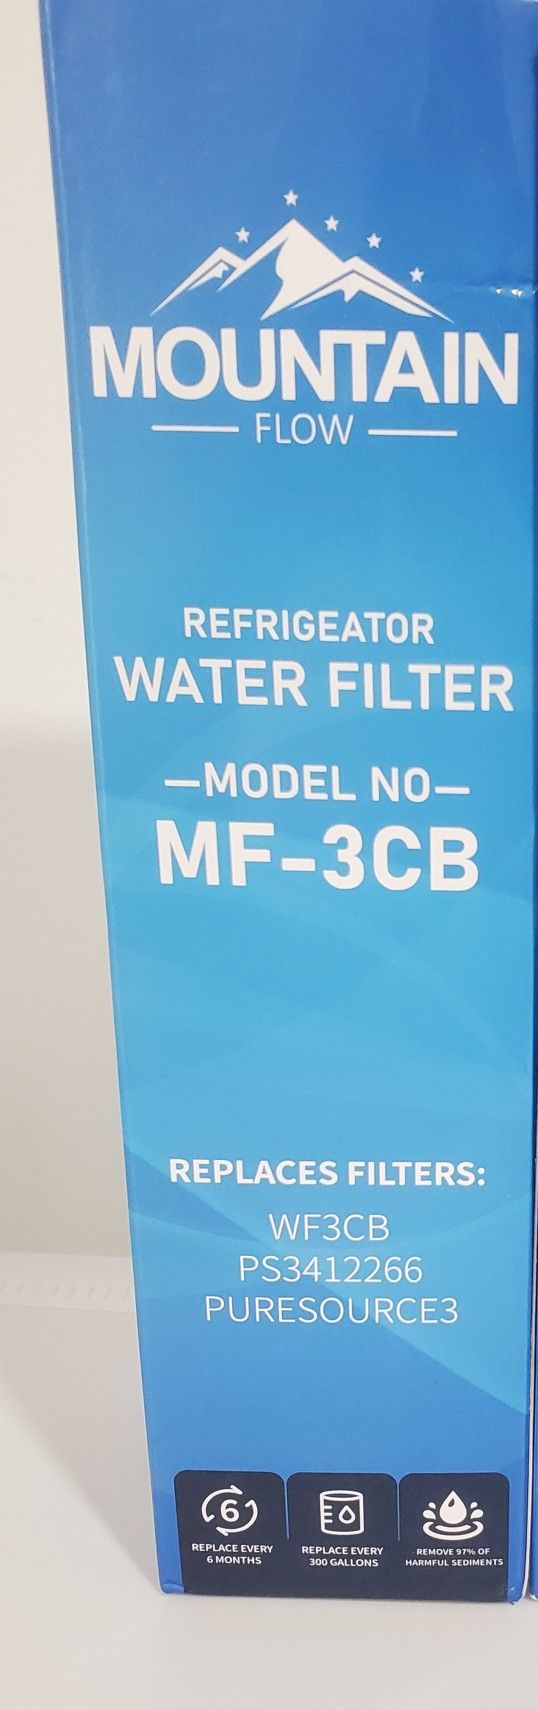 MOUNTAIN
FLOW
REFRIGEATOR
WATER FILTER
—MODEL NO—
MF-3CB
REPLACES FILTERS:
WF3CB
PS3412266
PURESOURCE3
6
REPLACE EVERY
6 MONTHS
REPLACE EVERY
300 GALLONS
REMOVE 97% OF
HARMFUL SEDIMENTS